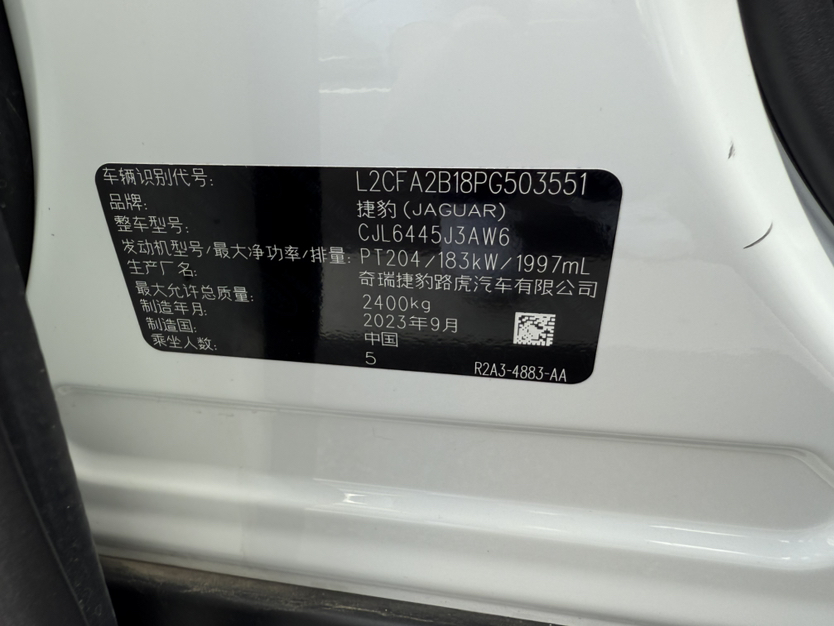 车辆识别代号: L2CFA2B18PG503551
品牌: 捷豹(JAGUAR)
整车型号: CJL6445J3AW6
发动机型号/最大净功率/排量: PT204/183kW/1997mL
生产厂名: 奇瑞捷豹路虎汽车有限公司
最大允许总质量: 2400kg
制造年月: 2023年9月
制造国: 中国
乘坐人数: 5
R2A3-4883-AA